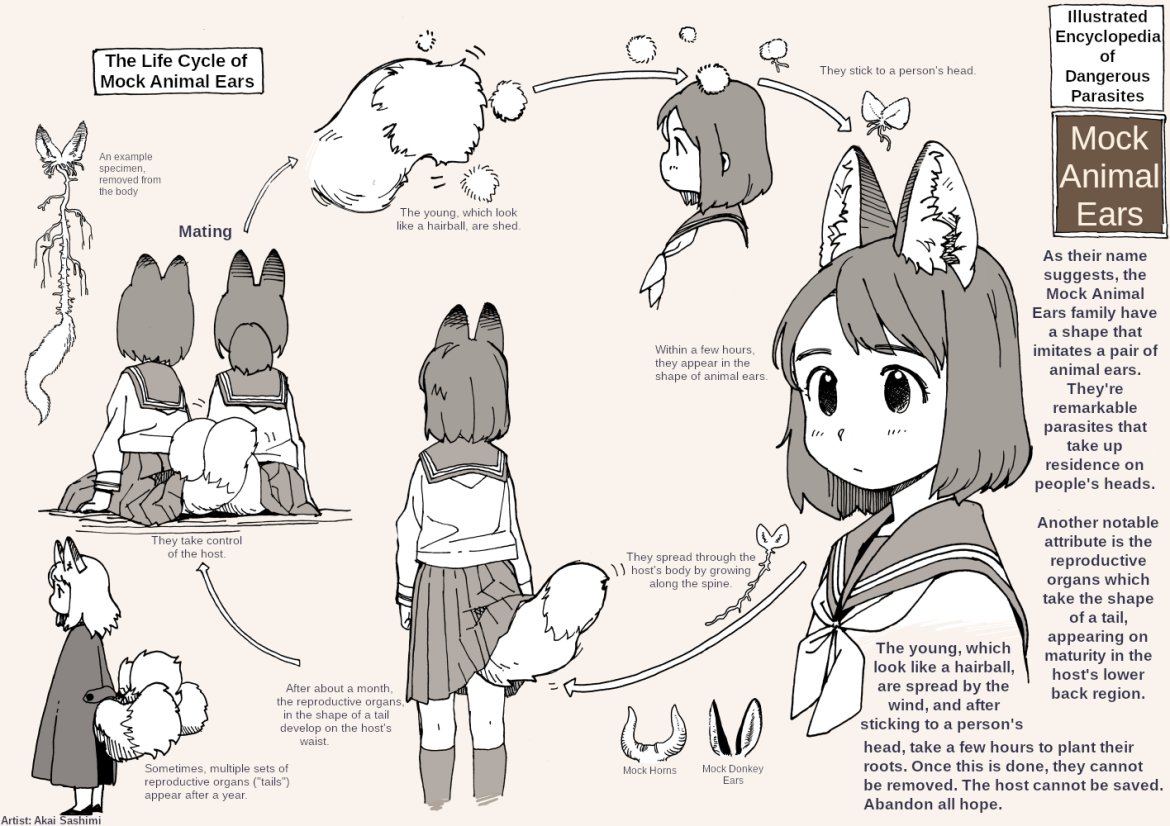 Illustrated
Encyclopedia
of
Dangerous
Parasites
Mock
Animal
Ears
As their name
suggests, the
Mock Animal
Ears family have
a shape that
imitates a pair of
animal ears.
They're
remarkable
parasites that
take up
residence on
people's heads.
Another notable
attribute is the
reproductive
organs which
take the shape
of a tail,
appearing on
maturity in the
host's lower
back region.
The young, which
look like a hairball,
are spread by the
wind, and after
sticking to a person's
head, take a few hours to plant their
roots. Once this is done, they cannot
be removed. The host cannot be saved.
Abandon all hope.
The Life Cycle of
Mock Animal Ears
An example
specimen,
removed from
the body
Mating
The young, which look
like a hairball, are shed.
They stick to a person's head.
Within a few hours,
they appear in the
shape of animal ears.
They spread through the
host's body by growing
along the spine.
After about a month,
the reproductive organs,
in the shape of a tail
develop on the host's
waist.
They take control
of the host.
Sometimes, multiple sets of
reproductive organs ("tails")
appear after a year.
Mock Horns
Mock Donkey
Ears
Artist: Akai Sashimi